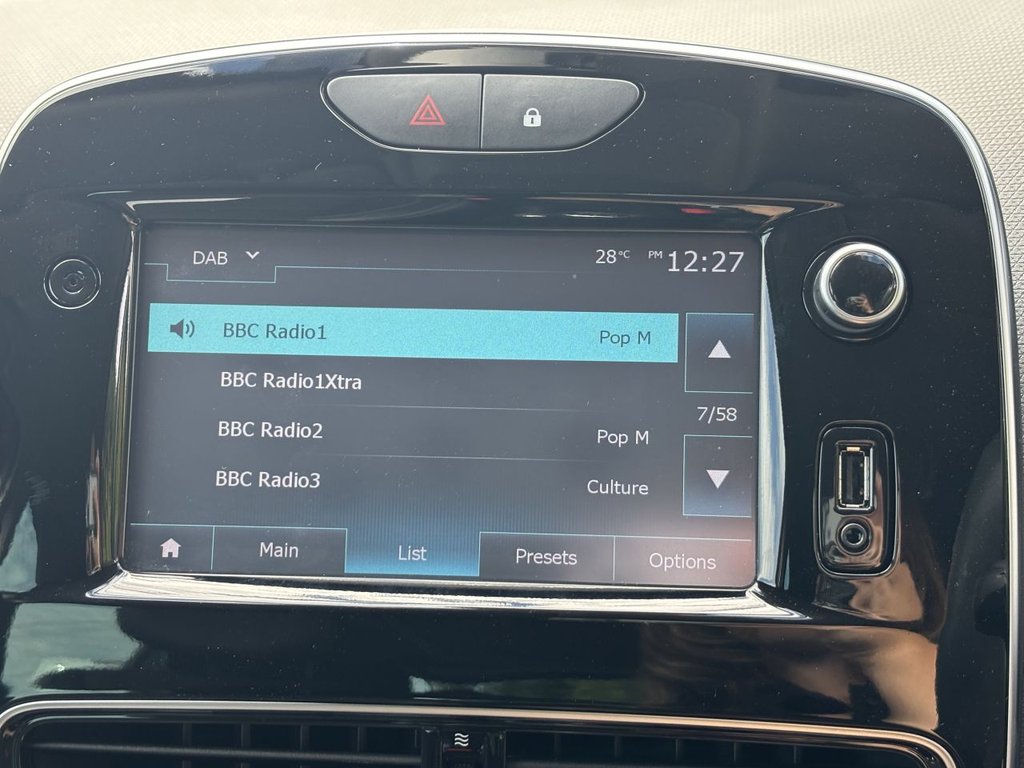 DAB 28°C PM 12:27
BBC Radio1 Pop M
BBC Radio1Xtra
7/58
BBC Radio2 Pop M
BBC Radio3 Culture
Main List Presets Options